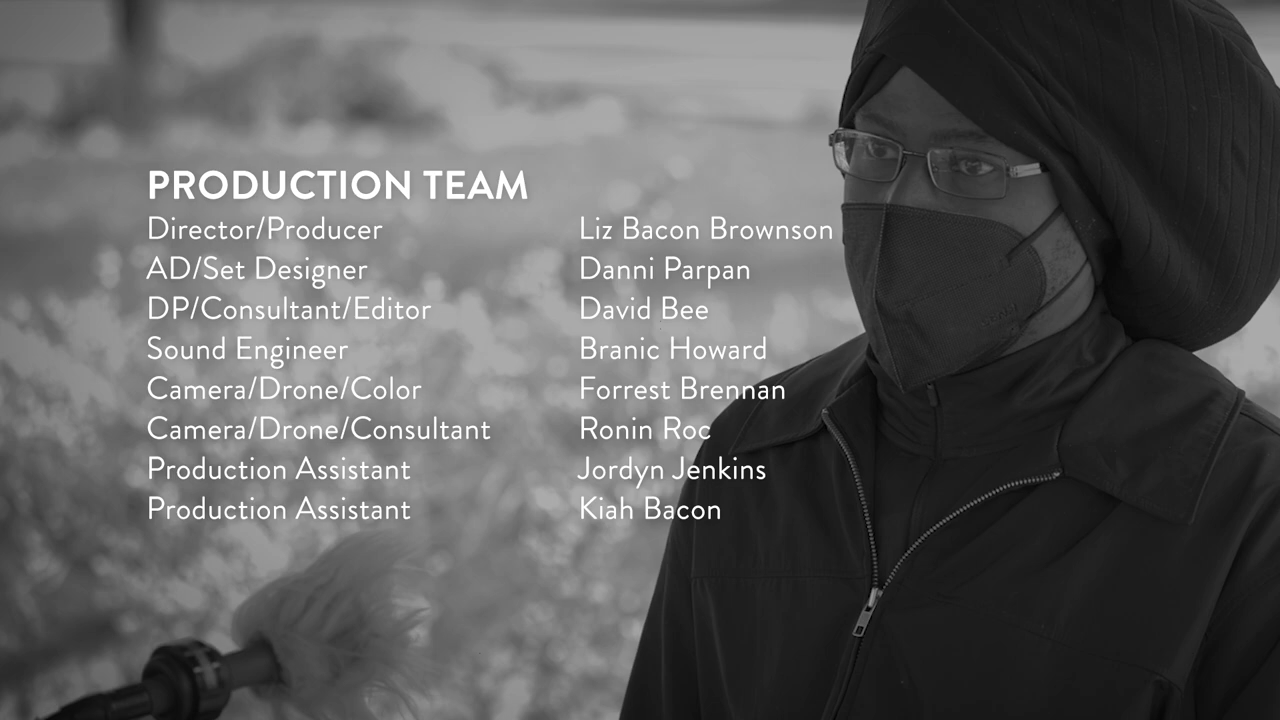 PRODUCTION TEAM
Director/Producer Liz Bacon Brownson
AD/Set Designer Danni Parpan
DP/Consultant/Editor David Bee
Sound Engineer Branic Howard
Camera/Drone/Color Forrest Brennan
Camera/Drone/Consultant Ronin Roc
Production Assistant Jordyn Jenkins
Production Assistant Kiah Bacon